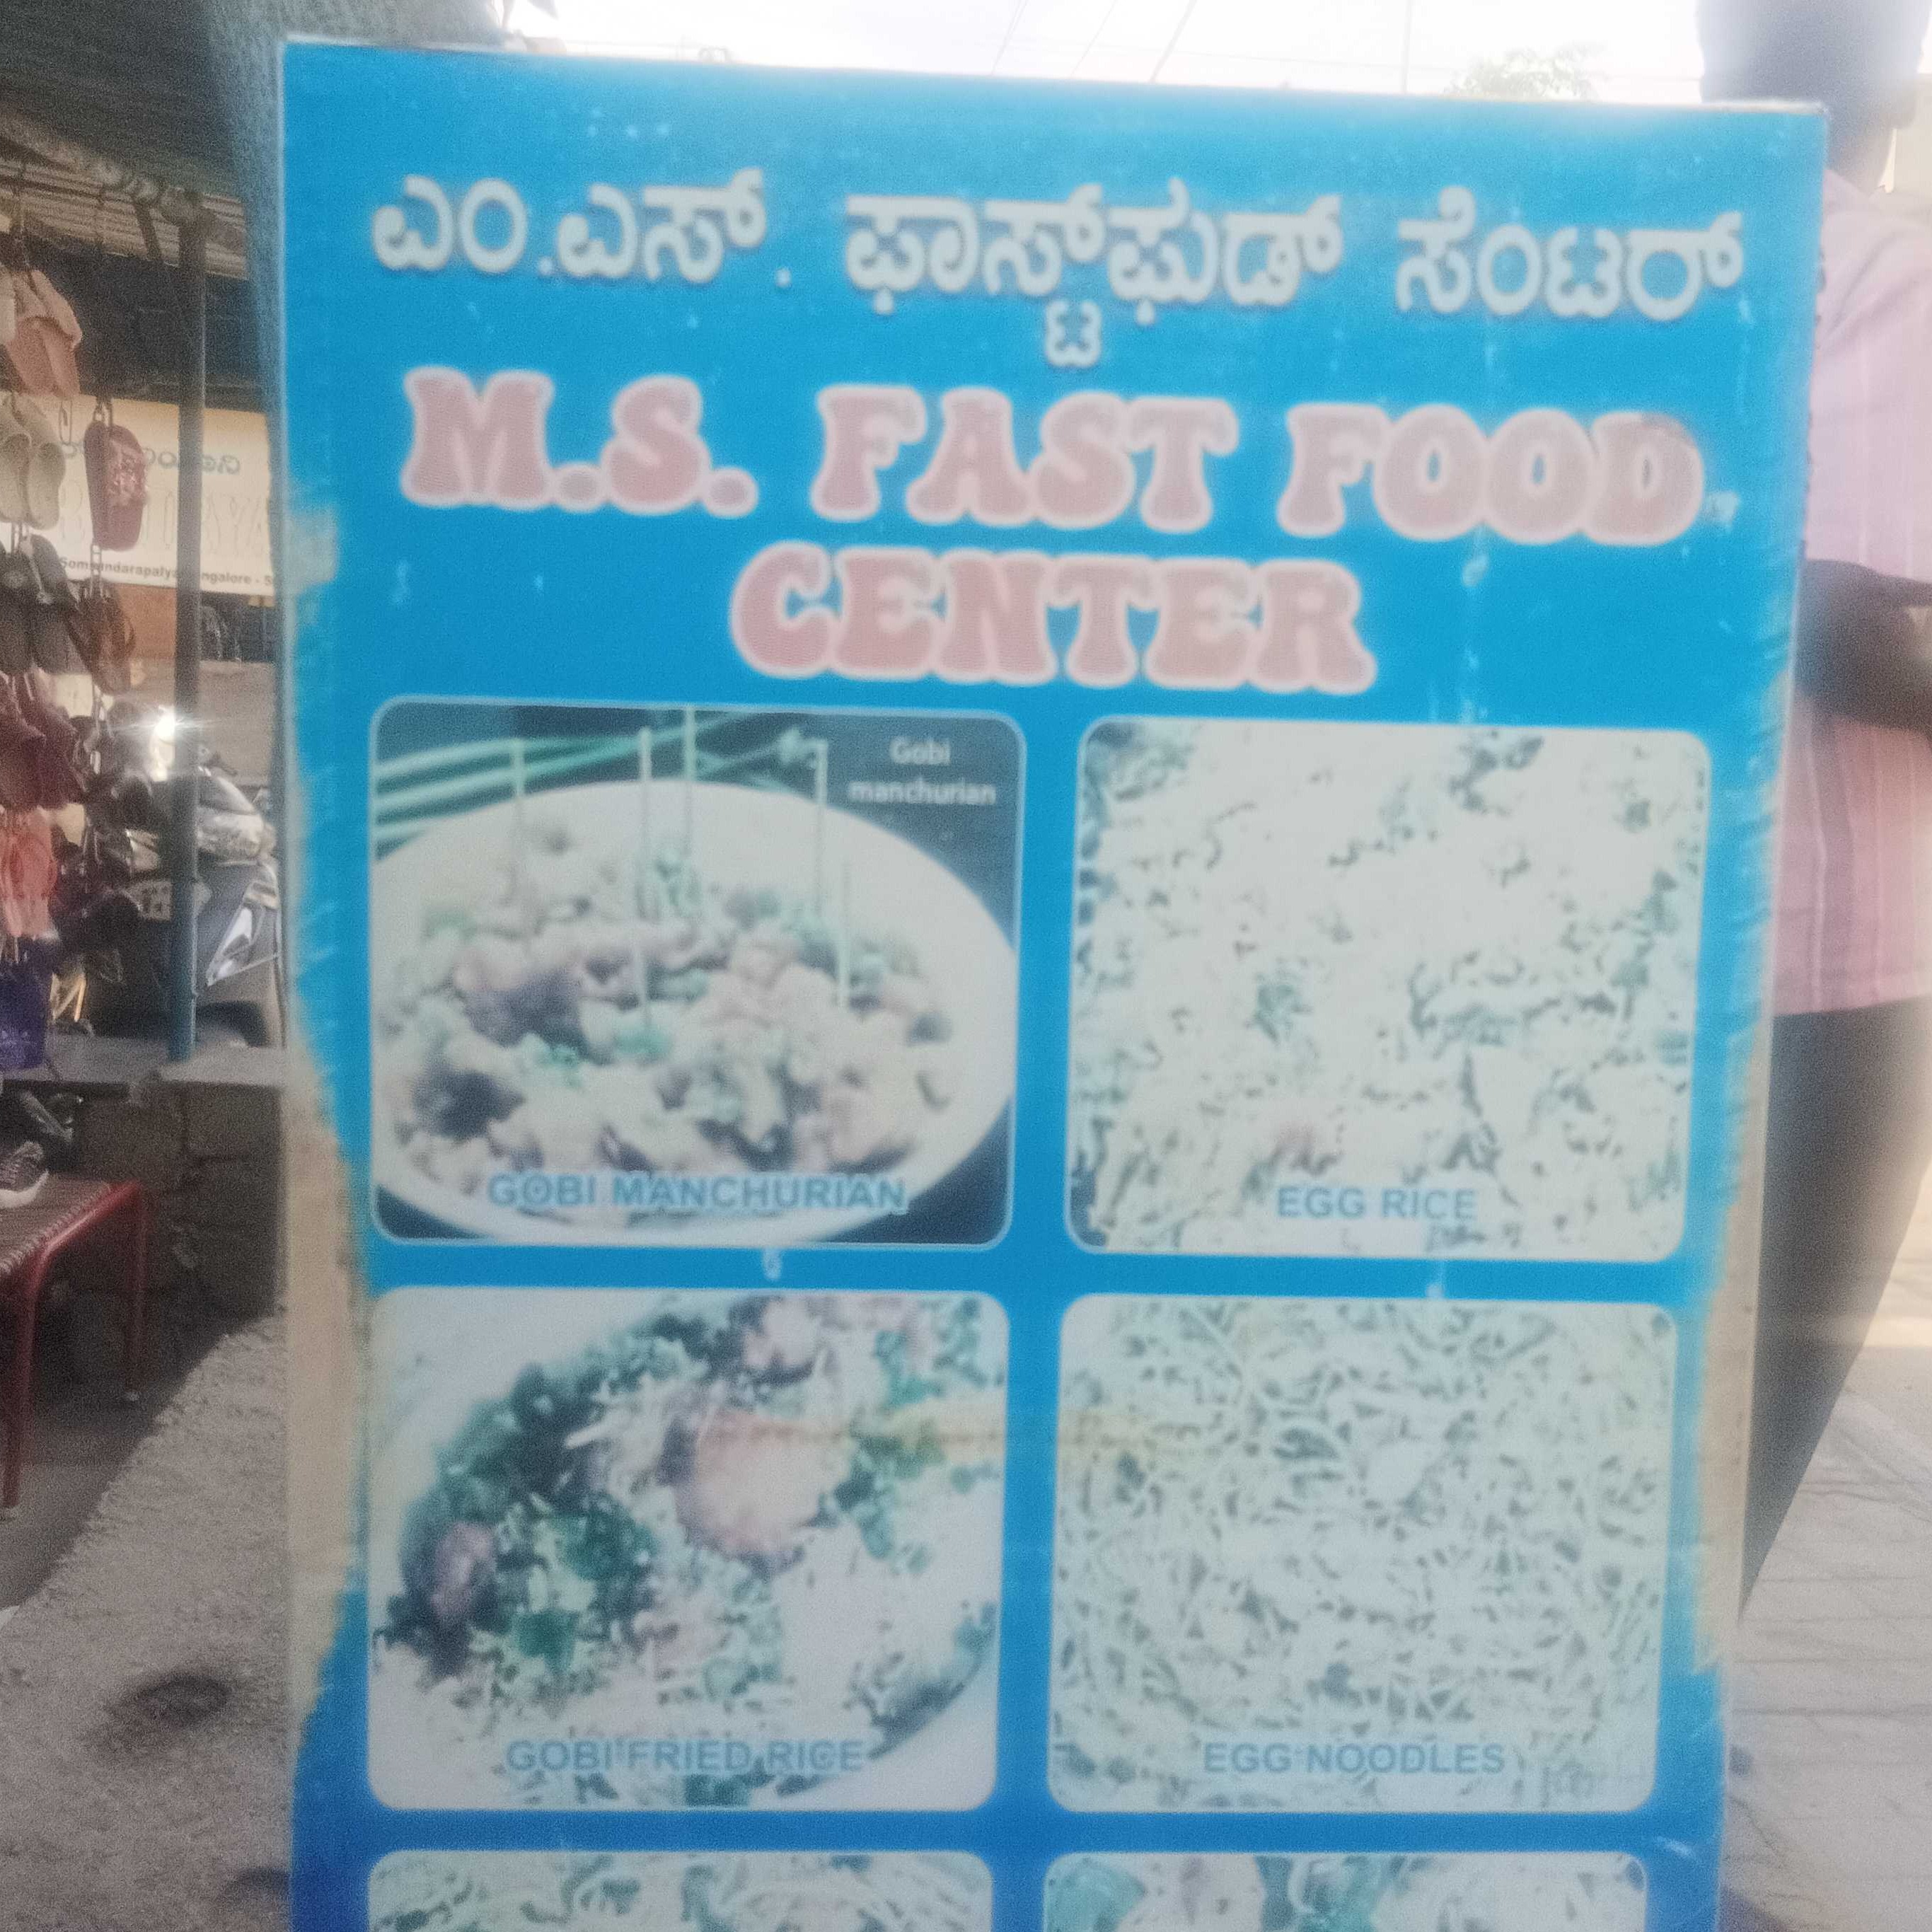 ಎಂ.ಎಸ್. ಫಾಸ್ಟ್‌ಫುಡ್ ಸೆಂಟರ್
M.S. FAST FOOD
CENTER
Gobi
manchurian
GOBI MANCHURIAN
EGG RICE
GOBI FRIED RICE
EGG NOODLES